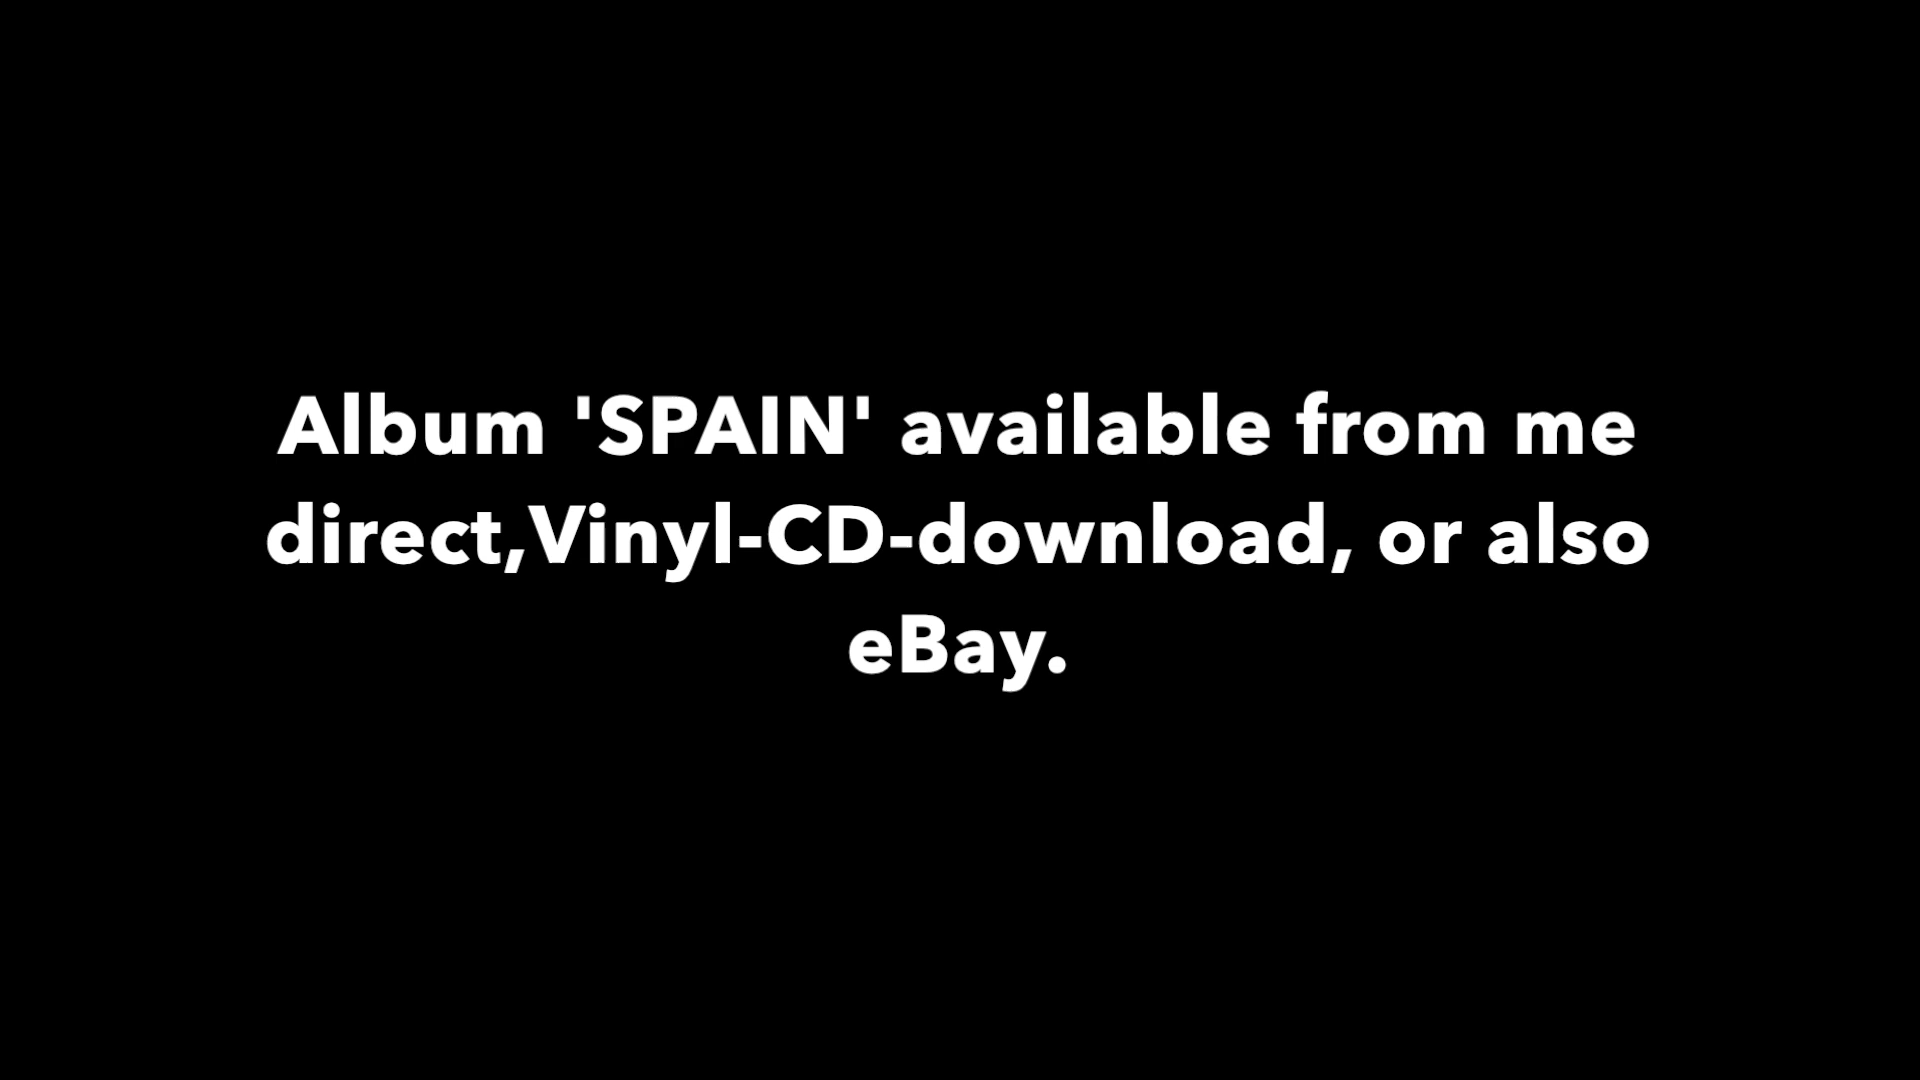 Album 'SPAIN' available from me
direct,Vinyl-CD-download, or also
eBay.